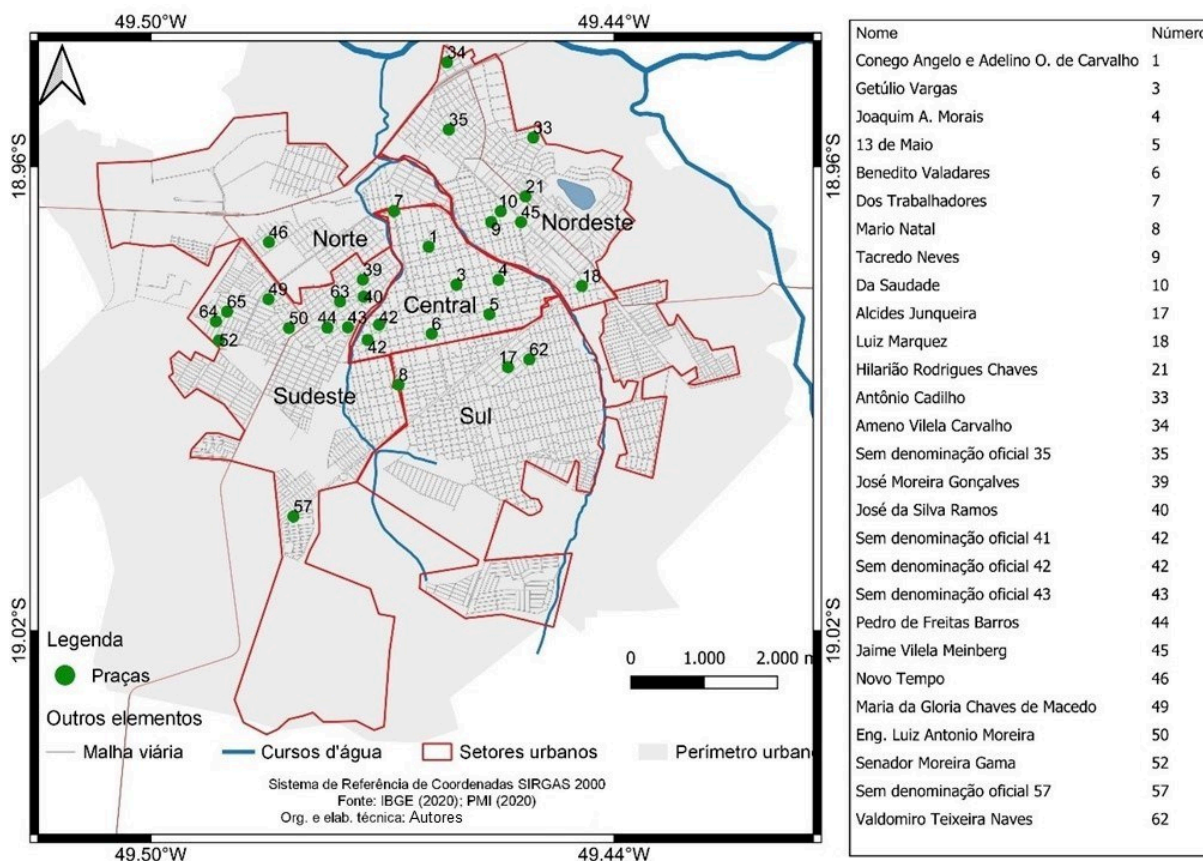 49.50°W 49.44°W
34
35
33
18.96°S
18.96°S
21
7
10
45
9
Nordeste
46
Norte
1
39
4
18
49
63
40
3
65
Central
64
50
44
43
42
5
52
42
6
62
17
8
Sudeste
Sul
57
19.02°S
19.02°S
Legenda
Praças
0 1.000 2.000 m
Outros elementos
Malha viária Cursos d'água Setores urbanos Perímetro urbano
Sistema de Referência de Coordenadas SIRGAS 2000
Fonte: IBGE (2020); PMI (2020)
Org. e elab. técnica: Autores
49.50°W 49.44°W
Nome Número
Conego Angelo e Adelino O. de Carvalho 1
Getúlio Vargas 3
Joaquim A. Morais 4
13 de Maio 5
Benedito Valadares 6
Dos Trabalhadores 7
Mario Natal 8
Tacredo Neves 9
Da Saudade 10
Alcides Junqueira 17
Luiz Marquez 18
Hilarião Rodrigues Chaves 21
Antônio Cadilho 33
Ameno Vilela Carvalho 34
Sem denominação oficial 35 35
José Moreira Gonçalves 39
José da Silva Ramos 40
Sem denominação oficial 41 42
Sem denominação oficial 42 42
Sem denominação oficial 43 43
Pedro de Freitas Barros 44
Jaime Vilela Meinberg 45
Novo Tempo 46
Maria da Gloria Chaves de Macedo 49
Eng. Luiz Antonio Moreira 50
Senador Moreira Gama 52
Sem denominação oficial 57 57
Valdomiro Teixeira Naves 62